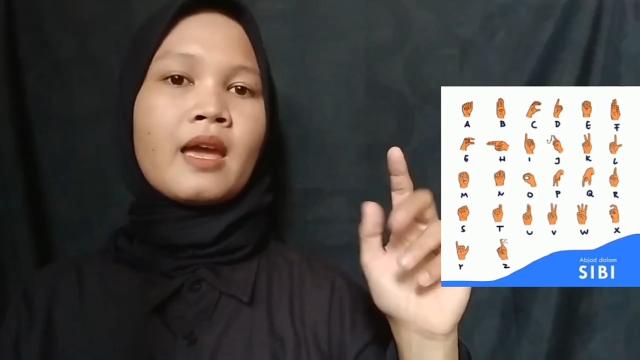 A B C D E F
G H I J K L
M N O P Q R
S T U V W X
Y Z
Abjad dalam
SIBI